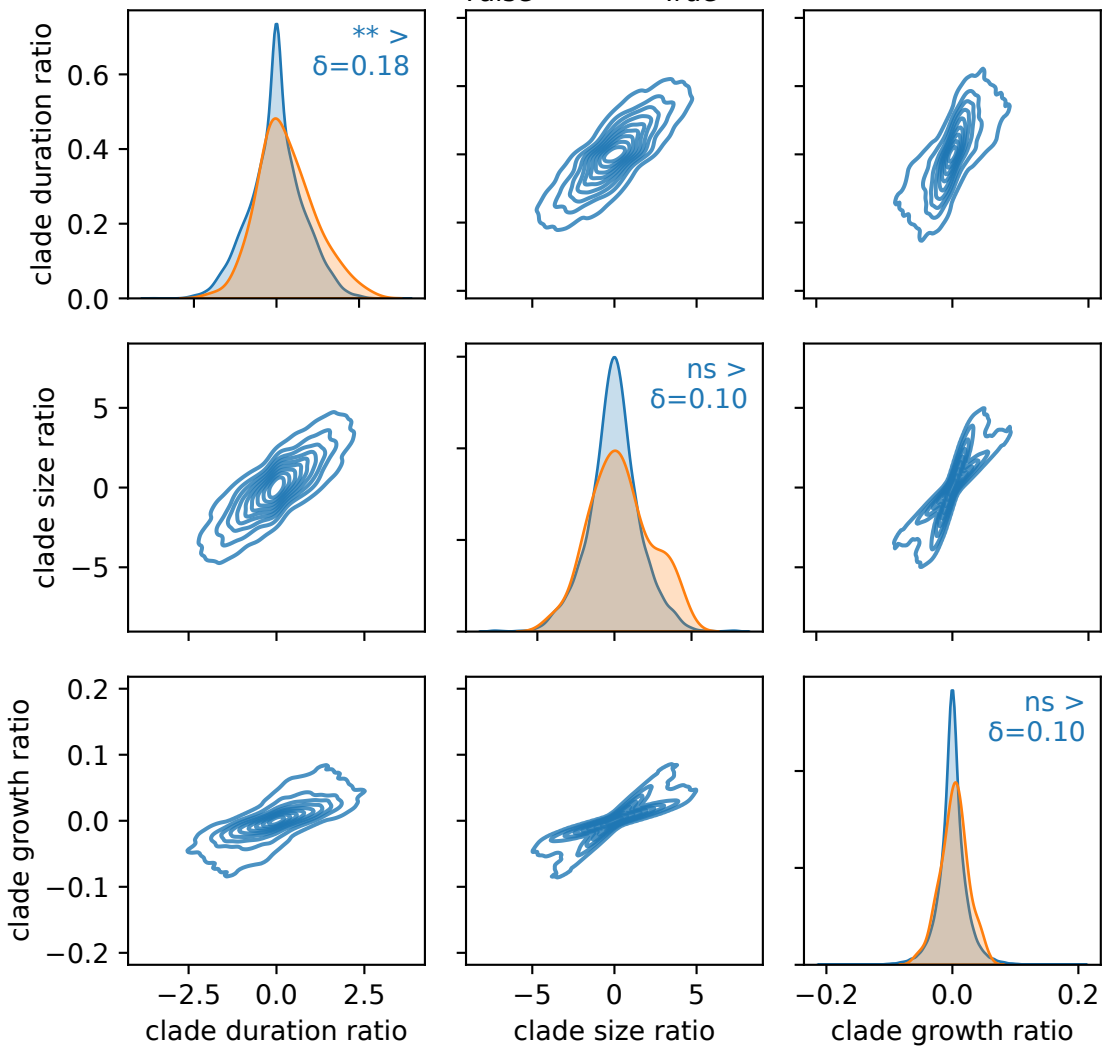 ** >
δ=0.18
clade duration ratio
0.6
0.4
0.2
0.0
ns >
δ=0.10
clade size ratio
5
0
−5
ns >
δ=0.10
clade growth ratio
0.2
0.1
0.0
−0.1
−0.2
−2.5 0.0 2.5
−5 0 5
−0.2 0.0 0.2
clade duration ratio
clade size ratio
clade growth ratio